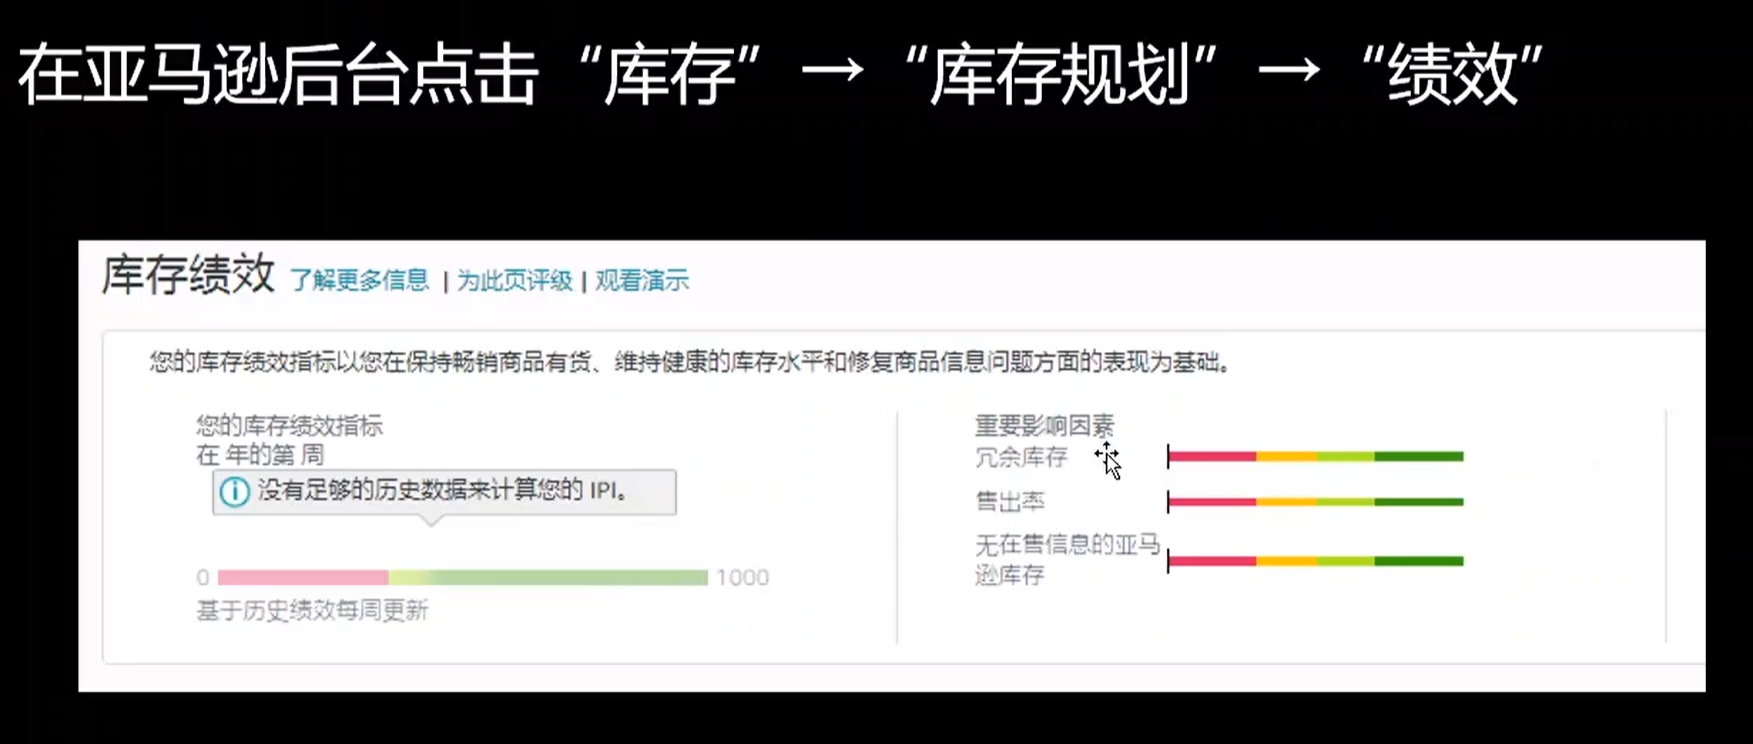 在亚马逊后台点击“库存”→“库存规划”→“绩效”
库存绩效 了解更多信息 | 为此页评级 | 观看演示
您的库存绩效指标以您在保持畅销商品有货、维持健康的库存水平和修复商品信息问题方面的表现为基础。
您的库存绩效指标
在 年的第 周
没有足够的历史数据来计算您的 IPI。
0 1000
基于历史绩效每周更新
重要影响因素
冗余库存
售出率
无在售信息的亚马
逊库存